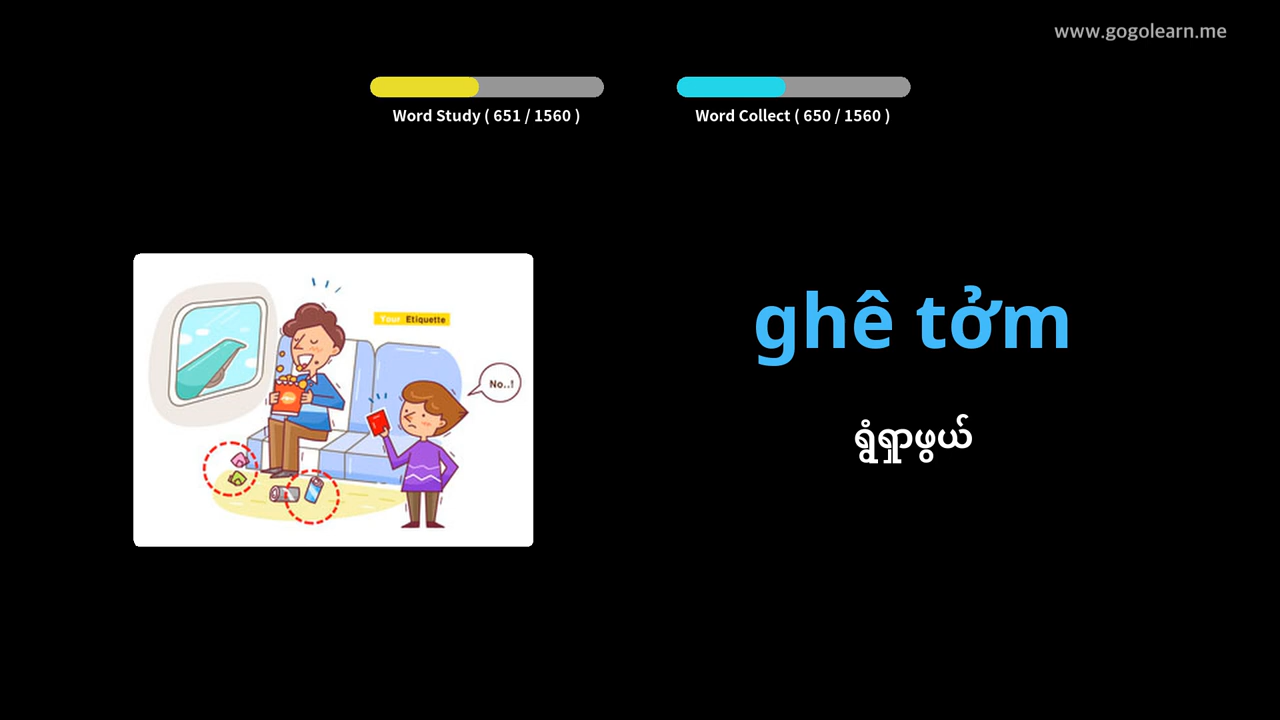 www.gogolearn.me
Word Study ( 651 / 1560 )
Word Collect ( 650 / 1560 )
Your Etiquette
No..!
ghê tởm
ရွံရှာဖွယ်